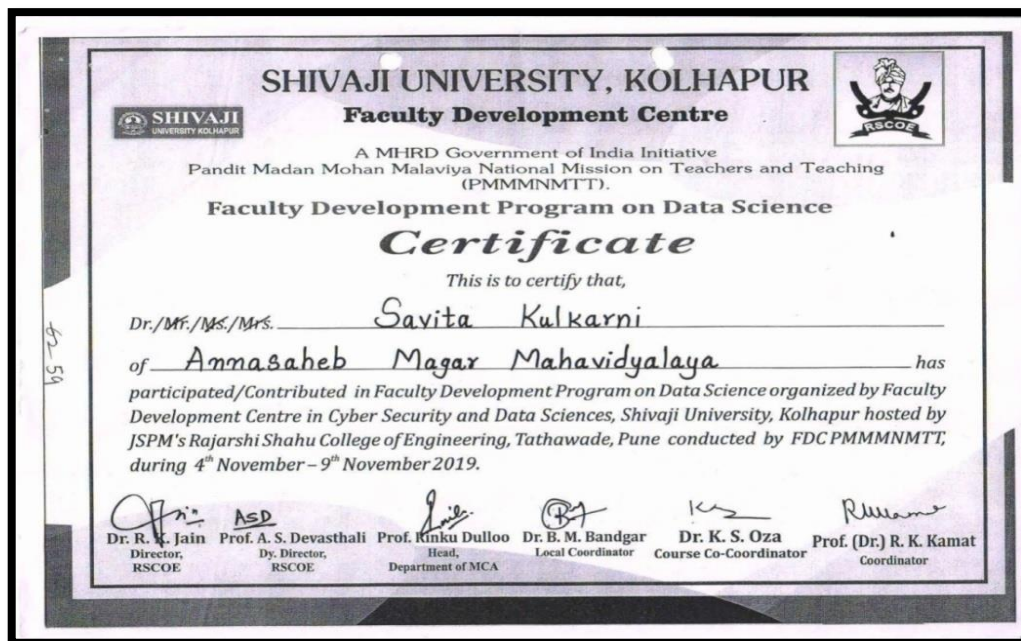 SHIVAJI UNIVERSITY, KOLHAPUR
Faculty Development Centre
SHIVAJI
UNIVERSITY KOLHAPUR
RSCOE
A MHRD Government of India Initiative
Pandit Madan Mohan Malaviya National Mission on Teachers and Teaching
(PMMMNMTT).
Faculty Development Program on Data Science
Certificate
This is to certify that,
Dr./Mr./Ms./Mrs. Savita Kulkarni
of Annasaheb Magar Mahavidyalaya has
participated/Contributed in Faculty Development Program on Data Science organized by Faculty
Development Centre in Cyber Security and Data Sciences, Shivaji University, Kolhapur hosted by
JSPM's Rajarshi Shahu College of Engineering, Tathawade, Pune conducted by FDC PMMMNMTT,
during 4th November – 9th November 2019.
ASD
Dr. R. K. Jain Prof. A. S. Devasthali Prof. Rinku Dulloo Dr. B. M. Bandgar Dr. K. S. Oza Prof. (Dr.) R. K. Kamat
Director, Dy. Director, Head, Local Coordinator Course Co-Coordinator Coordinator
RSCOE RSCOE Department of MCA